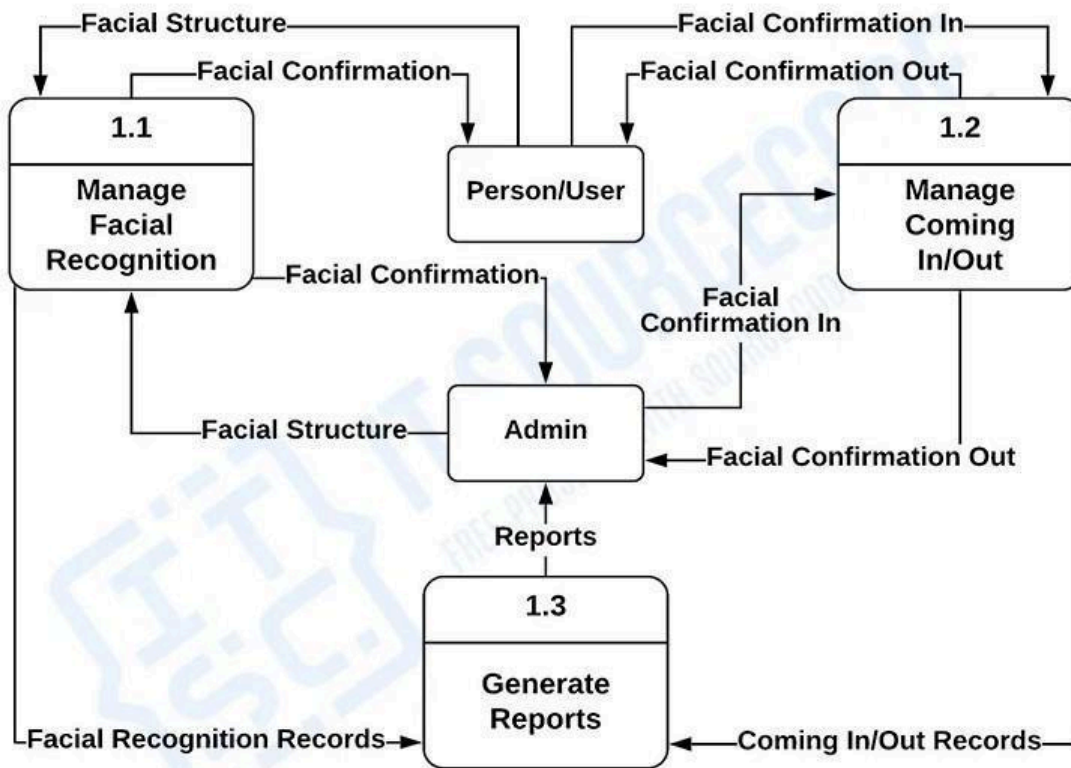 Facial Structure
Facial Confirmation In
Facial Confirmation
Facial Confirmation Out
1.1
Manage
Facial
Recognition
Person/User
1.2
Manage
Coming
In/Out
Facial Confirmation
Facial
Confirmation In
Facial Structure
Admin
Facial Confirmation Out
Reports
1.3
Generate
Reports
Facial Recognition Records
Coming In/Out Records
IT SOURCECODE